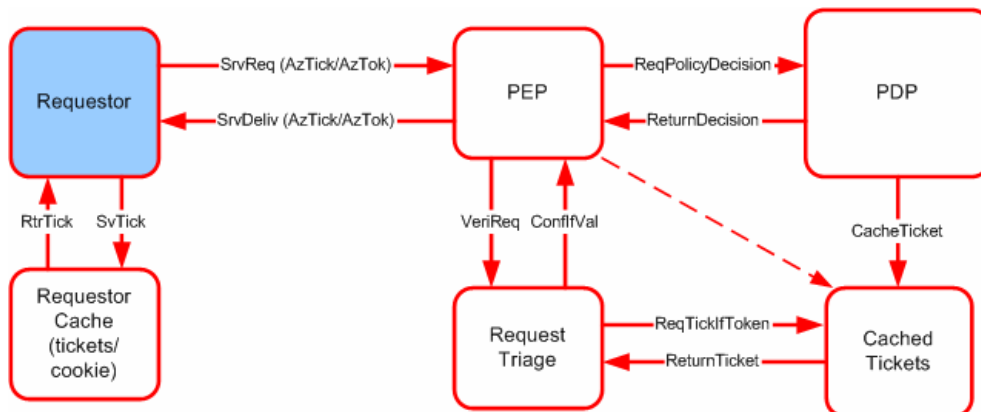 SrvReq (AzTick/AzTok)
ReqPolicyDecision
Requestor
PEP
PDP
SrvDeliv (AzTick/AzTok)
ReturnDecision
RtrTick
SvTick
VeriReq
ConfIfVal
CacheTicket
Requestor
Cache
(tickets/
cookie)
Request
Triage
ReqTickIfToken
ReturnTicket
Cached
Tickets